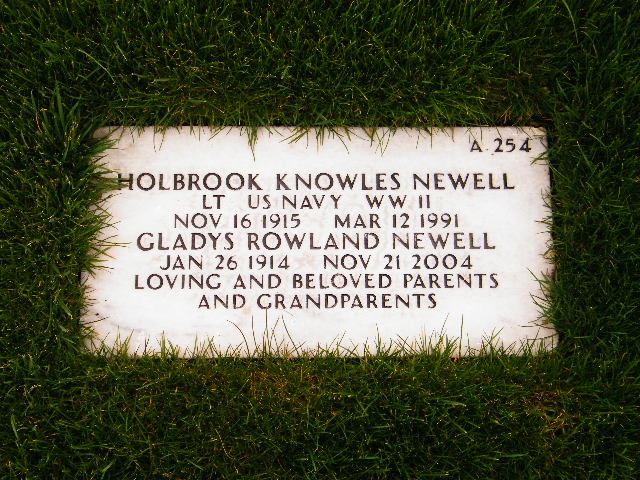 A 254
HOLBROOK KNOWLES NEWELL
LT US NAVY WW II
NOV 16 1915 MAR 12 1991
GLADYS ROWLAND NEWELL
JAN 26 1914 NOV 21 2004
LOVING AND BELOVED PARENTS
AND GRANDPARENTS